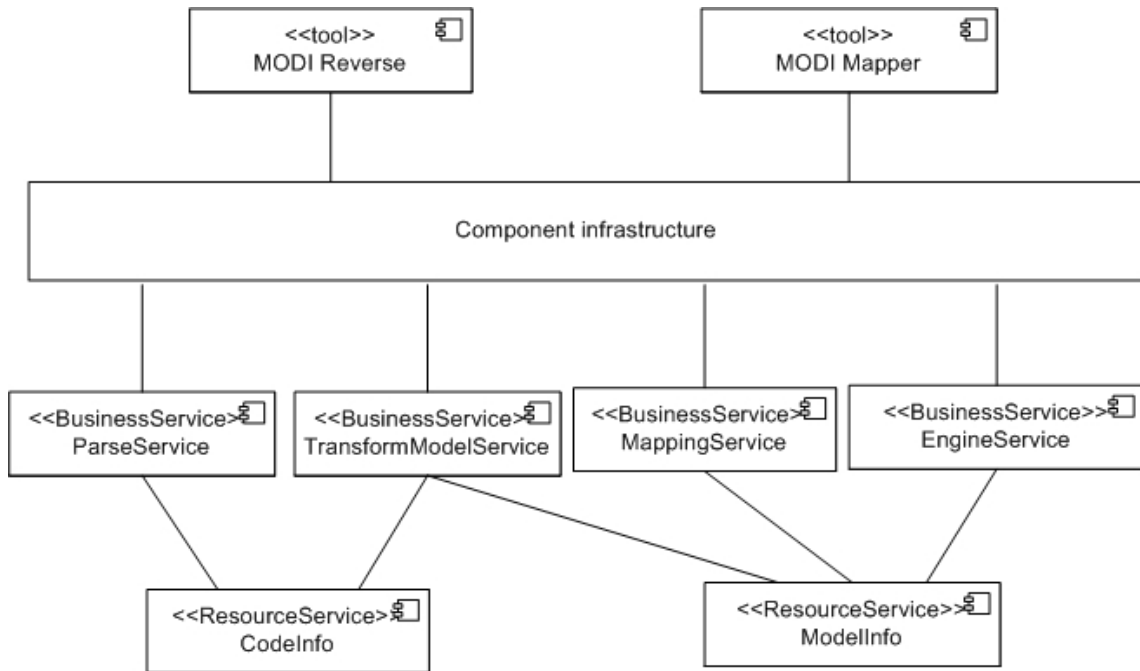 <<tool>>
MODI Reverse
<<tool>>
MODI Mapper
Component infrastructure
<<BusinessService>
ParseService
<<BusinessService>
TransformModelService
<<BusinessService>
MappingService
<<BusinessService>>
EngineService
<<ResourceService>
CodeInfo
<<ResourceService>>
ModelInfo